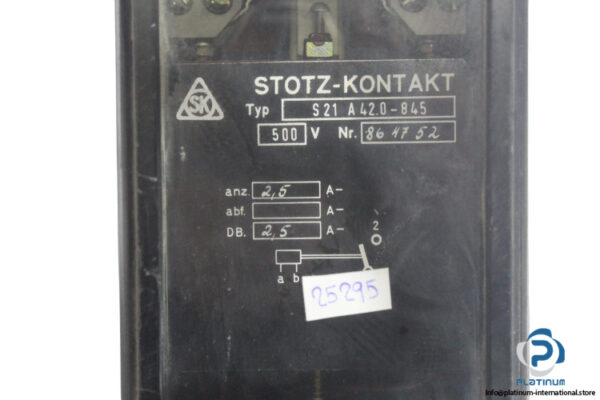 SK
STOTZ-KONTAKT
Typ S21 A42.0-845
500 V Nr. 864752
anz. 2,5 A-
abf. A-
DB. 2,5 A-
2
a b
25295
PLATINUM
Info@platinum-international.store